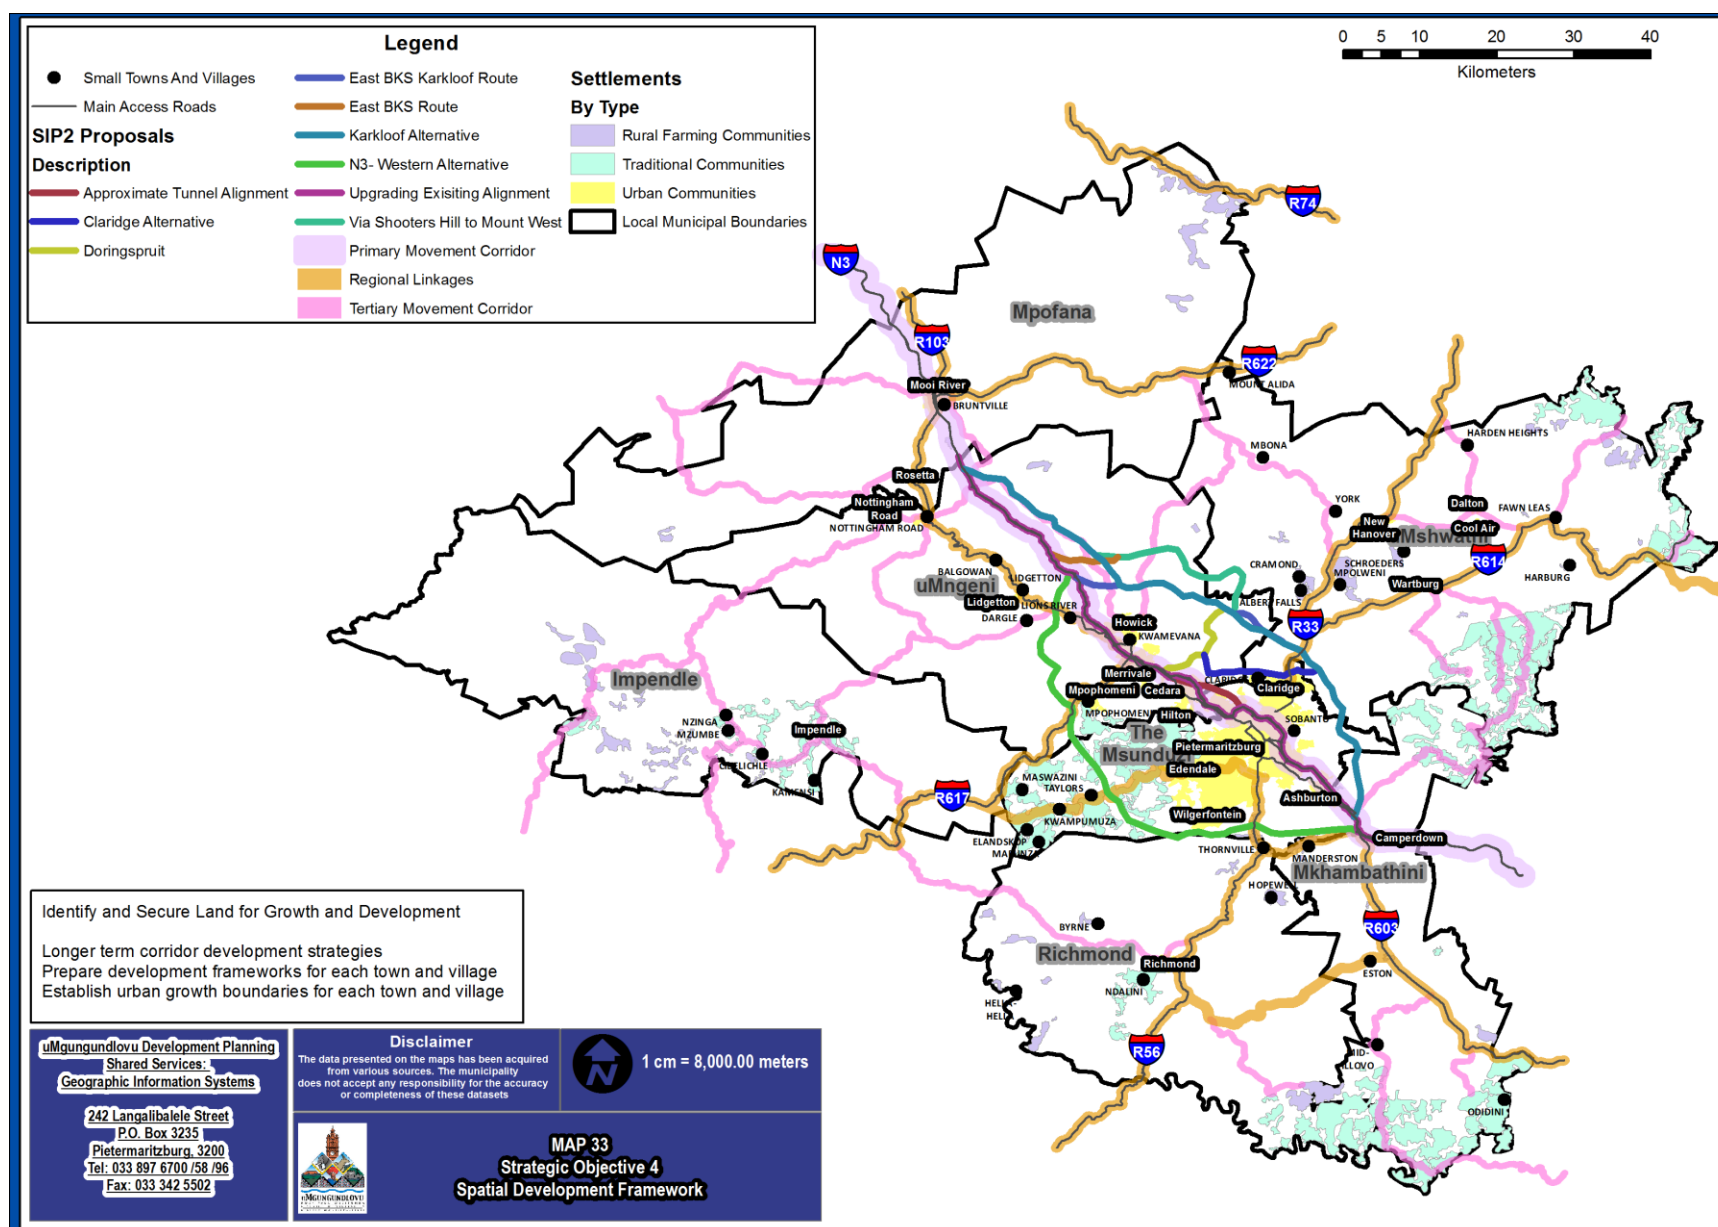 Legend
Small Towns And Villages
Main Access Roads
SIP2 Proposals
Description
Approximate Tunnel Alignment
Claridge Alternative
Doringspruit
East BKS Karkloof Route
East BKS Route
Karkloof Alternative
N3- Western Alternative
Upgrading Exisiting Alignment
Via Shooters Hill to Mount West
Primary Movement Corridor
Regional Linkages
Tertiary Movement Corridor
Settlements
By Type
Rural Farming Communities
Traditional Communities
Urban Communities
Local Municipal Boundaries
0 5 10 20 30 40
Kilometers
R74
N3
Mpofana
R103
R622
MOUNT ALIDA
Mooi River
BRUNTVILLE
HARDEN HEIGHTS
MBONA
Rosetta
Nottingham
Road
NOTTINGHAM ROAD
YORK
Dalton
FAWN LEAS
New
Hanover
Cool Air
Mshwathi
SCHROEDERS
R614
BALGOWAN
LIDGETTON
CRAMOND
MPOLWENI
HARBURG
uMngeni
Wartburg
Lidgetton
LIONS RIVER
ALBERT FALLS
DARGLE
Howick
KWAMEVANA
R33
Merrivale
Impendle
Mpophomeni
Cedara
Claridge
MPOPHOMENI
NZINGA
MZUMBE
Hilton
SOBANTU
Impendle
The
Msunduzi
Pietermaritzburg
Edendale
KAMENSI
MASWAZINI
TAYLORS
R617
Ashburton
KWAMPUMUZA
Wilgerfontein
ELANDSKOP
Camperdown
THORNVILLE
MANDERSTON
Mkhambathini
HOPEWELL
BYRNE
R603
Richmond
Richmond
ESTON
NDALINI
HELLA-
HELLA
R56
MID-
ILLOVO
ODIDINI
Identify and Secure Land for Growth and Development
Longer term corridor development strategies
Prepare development frameworks for each town and village
Establish urban growth boundaries for each town and village
uMgungundlovu Development Planning
Shared Services:
Geographic Information Systems
242 Langalibalele Street
P.O. Box 3235
Pietermaritzburg, 3200
Tel: 033 897 6700 /58 /96
Fax: 033 342 5502
Disclaimer
The data presented on the maps has been acquired
from various sources. The municipality
does not accept any responsibility for the accuracy
or completeness of these datasets
N
1 cm = 8,000.00 meters
uMGUNGUNDLOVU
MAP 33
Strategic Objective 4
Spatial Development Framework